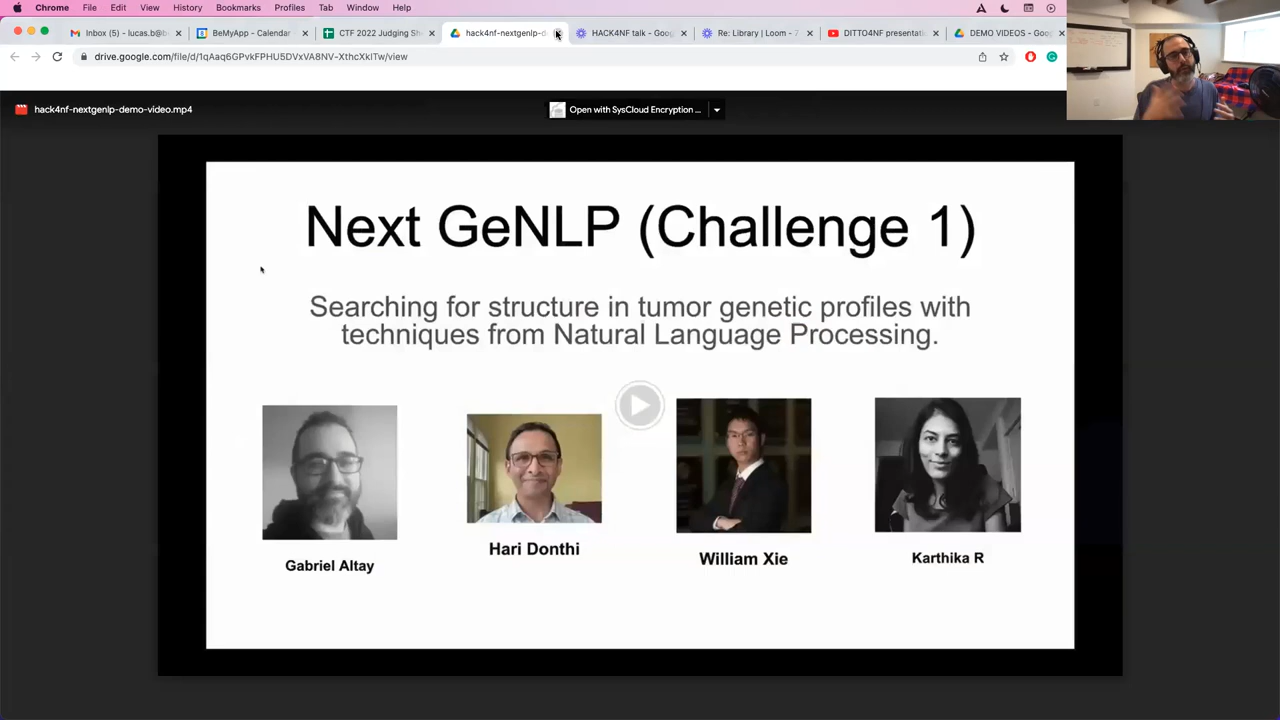 Chrome File Edit View History Bookmarks Profiles Tab Window Help
Inbox (5) - lucas.b@b
BeMyApp - Calendar
CTF 2022 Judging Sh
hack4nf-nextgenlp-d
HACK4NF talk - Goog
Re: Library | Loom - 7
DITTO4NF presentati
DEMO VIDEOS - Goog
drive.google.com/file/d/1qAaq6GPvkFPHU5DVxVA8NV-XthcXklTw/view
hack4nf-nextgenlp-demo-video.mp4
Open with SysCloud Encryption ...
Next GeNLP (Challenge 1)
Searching for structure in tumor genetic profiles with
techniques from Natural Language Processing.
Gabriel Altay
Hari Donthi
William Xie
Karthika R